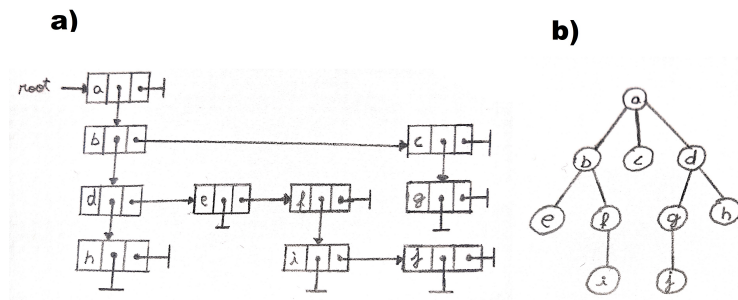 a)
b)
root a
b c
d e f g
h i j
a
b c d
e f g h
i j